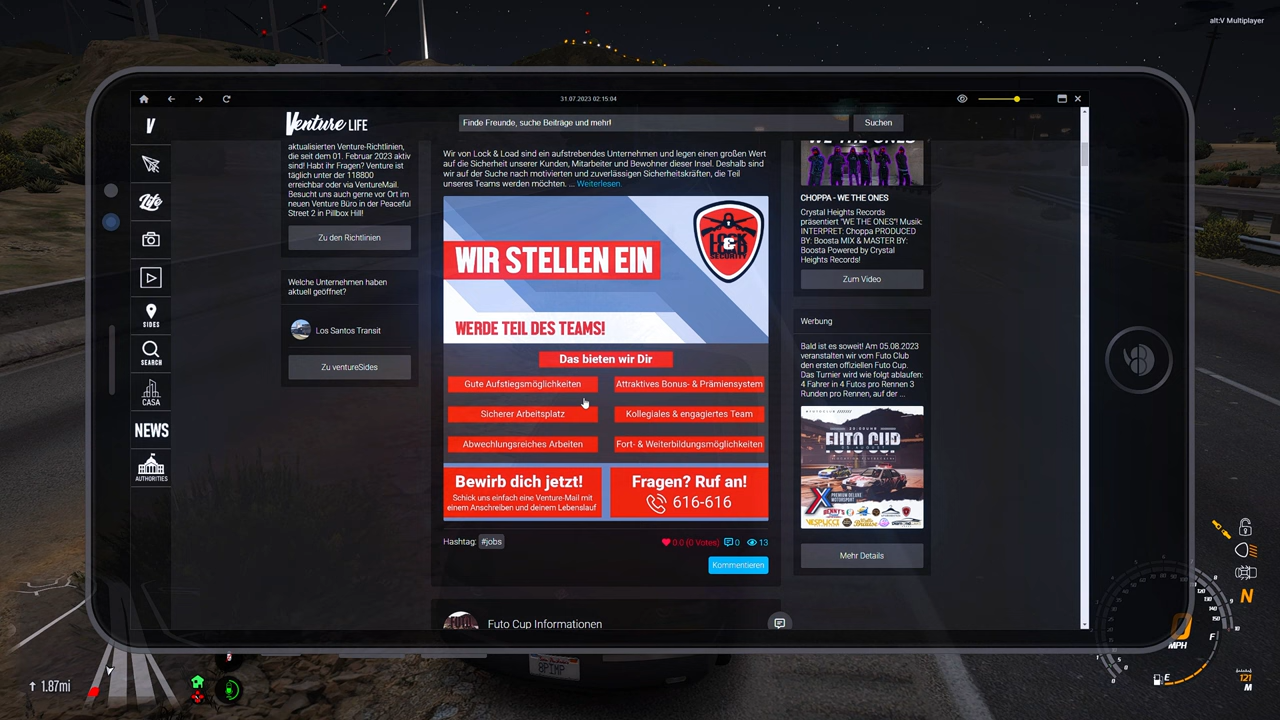 alt:V Multiplayer
31.07.2023 02:15:04
V
Venture LIFE
Finde Freunde, suche Beiträge und mehr!
Suchen
Life
SIDES
SEARCH
CASA
NEWS
AUTHORITIES
aktualisierten Venture-Richtlinien,
die seit dem 01. Februar 2023 aktiv
sind! Habt ihr Fragen? Venture ist
täglich unter der 118800
erreichbar oder via VentureMail.
Besucht uns auch gerne vor Ort im
neuen Venture Büro in der Peaceful
Street 2 in Pillbox Hill!
Zu den Richtlinien
Welche Unternehmen haben
aktuell geöffnet?
Los Santos Transit
Zu ventureSides
Wir von Lock & Load sind ein aufstrebendes Unternehmen und legen einen großen Wert
auf die Sicherheit unserer Kunden, Mitarbeiter und Bewohner dieser Insel. Deshalb sind
wir auf der Suche nach motivierten und zuverlässigen Sicherheitskräften, die Teil
unseres Teams werden möchten. ... Weiterlesen.
LOCK
&
SECURITY
WIR STELLEN EIN
WERDE TEIL DES TEAMS!
Das bieten wir Dir
Gute Aufstiegsmöglichkeiten
Attraktives Bonus- & Prämiensystem
Sicherer Arbeitsplatz
Kollegiales & engagiertes Team
Abwechlungsreiches Arbeiten
Fort- & Weiterbildungsmöglichkeiten
Bewirb dich jetzt!
Schick uns einfach eine Venture-Mail mit
einem Anschreiben und deinem Lebenslauf
Fragen? Ruf an!
616-616
Hashtag: #jobs
0.0 (0 Votes) 0 13
Kommentieren
Futo Cup Informationen
WE THE ONES
CHOPPA - WE THE ONES
Crystal Heights Records
präsentiert "WE THE ONES"! Musik:
INTERPRET: Choppa PRODUCED
BY: Boosta MIX & MASTER BY:
Boosta Powered by Crystal
Heights Records!
Zum Video
Werbung
Bald ist es soweit! Am 05.08.2023
veranstalten wir vom Futo Club
den ersten offiziellen Futo Cup.
Das Turnier wird wie folgt ablaufen:
4 Fahrer in 4 Futos pro Rennen 3
Runden pro Rennen, auf der ...
FUTO CUP
PREMIUM DELUXE
MOTORSPORT
VESPUCCI
Mehr Details
1.87mi
8PIMP
N
MPH
F
E
121
M